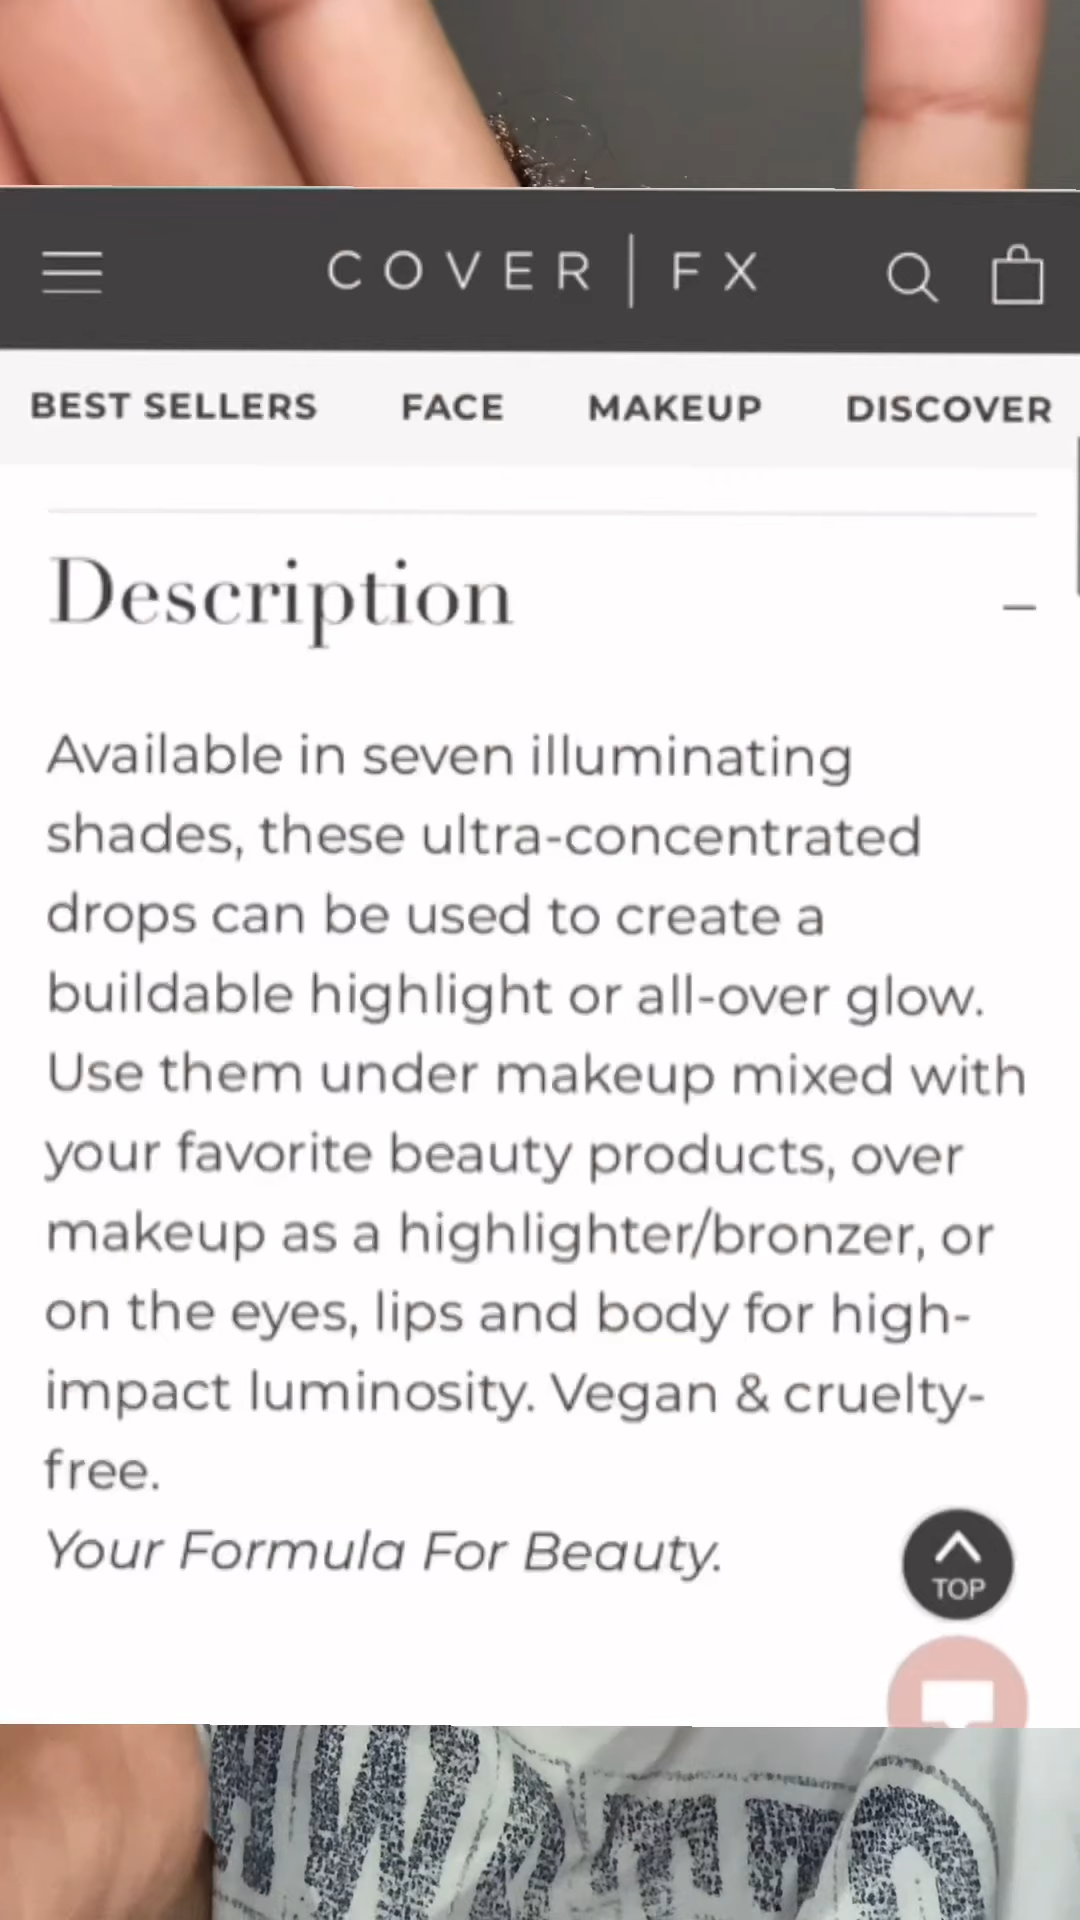 COVER | FX
BEST SELLERS FACE MAKEUP DISCOVER
Description
Available in seven illuminating
shades, these ultra-concentrated
drops can be used to create a
buildable highlight or all-over glow.
Use them under makeup mixed with
your favorite beauty products, over
makeup as a highlighter/bronzer, or
on the eyes, lips and body for high-
impact luminosity. Vegan & cruelty-
free.
Your Formula For Beauty.
TOP